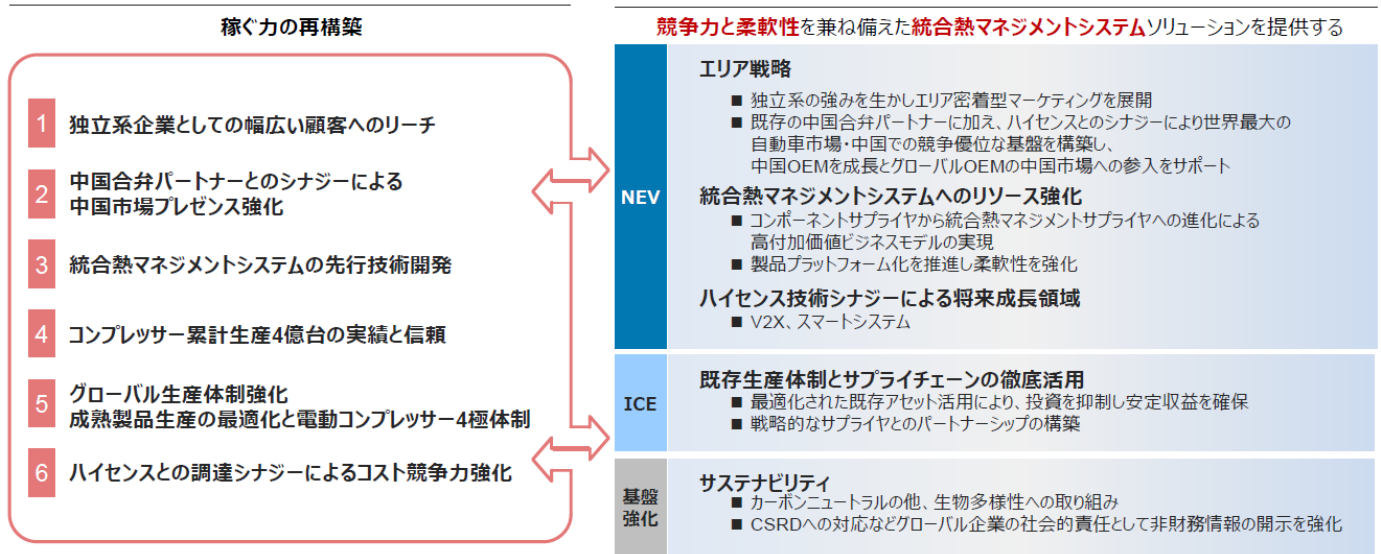 稼ぐ力の再構築
1 独立系企業としての幅広い顧客へのリーチ
2 中国合弁パートナーとのシナジーによる
中国市場プレゼンス強化
3 統合熱マネジメントシステムの先行技術開発
4 コンプレッサー累計生産4億台の実績と信頼
5 グローバル生産体制強化
成熟製品生産の最適化と電動コンプレッサー4極体制
6 ハイセンスとの調達シナジーによるコスト競争力強化
競争力と柔軟性を兼ね備えた統合熱マネジメントシステムソリューションを提供する
NEV
エリア戦略
■ 独立系の強みを生かしエリア密着型マーケティングを展開
■ 既存の中国合弁パートナーに加え、ハイセンスとのシナジーにより世界最大の
自動車市場・中国での競争優位な基盤を構築し、
中国OEMを成長とグローバルOEMの中国市場への参入をサポート
統合熱マネジメントシステムへのリソース強化
■ コンポーネントサプライヤから統合熱マネジメントサプライヤへの進化による
高付加価値ビジネスモデルの実現
■ 製品プラットフォーム化を推進し柔軟性を強化
ハイセンス技術シナジーによる将来成長領域
■ V2X、スマートシステム
ICE
既存生産体制とサプライチェーンの徹底活用
■ 最適化された既存アセット活用により、投資を抑制し安定収益を確保
■ 戦略的なサプライヤとのパートナーシップの構築
基盤
強化
サステナビリティ
■ カーボンニュートラルの他、生物多様性への取り組み
■ CSRDへの対応などグローバル企業の社会的責任として非財務情報の開示を強化